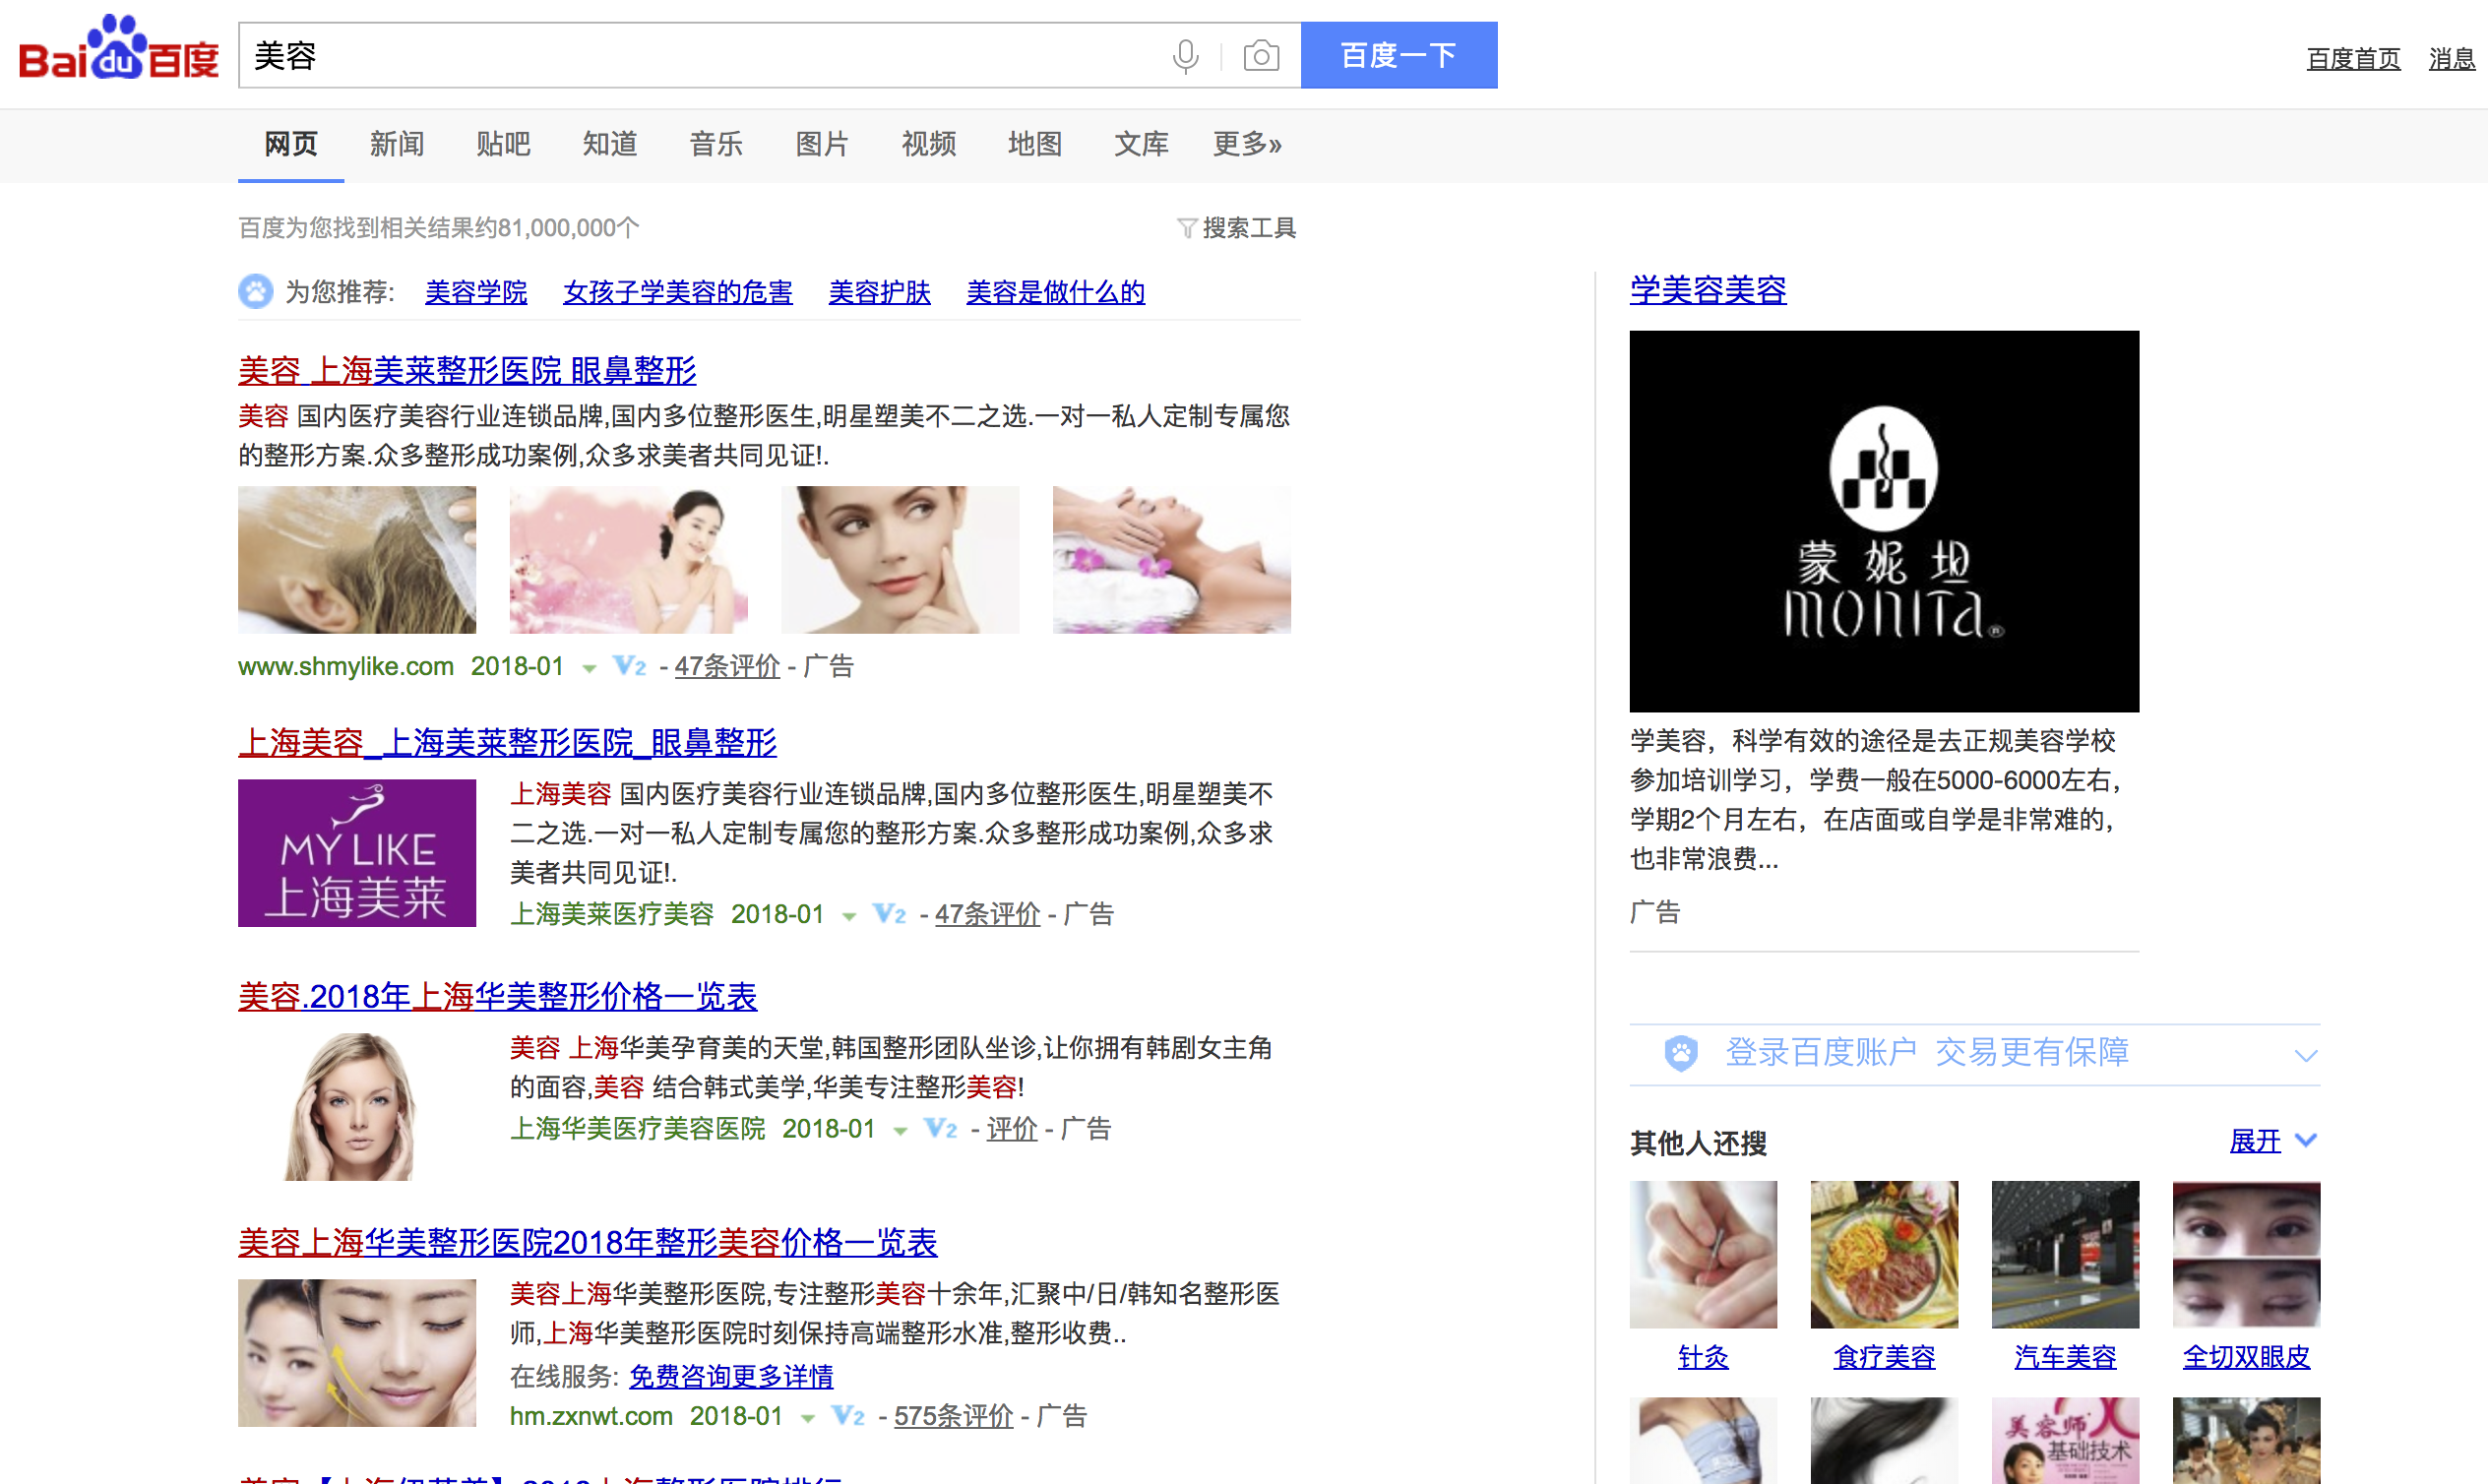 Bai du 百度
美容
百度一下
百度首页 消息
网页 新闻 贴吧 知道 音乐 图片 视频 地图 文库 更多»
百度为您找到相关结果约81,000,000个
搜索工具
为您推荐: 美容学院 女孩子学美容的危害 美容护肤 美容是做什么的
美容 上海美莱整形医院 眼鼻整形
美容 国内医疗美容行业连锁品牌,国内多位整形医生,明星塑美不二之选.一对一私人定制专属您
的整形方案.众多整形成功案例,众多求美者共同见证!.
www.shmylike.com 2018-01 V2 - 47条评价 - 广告
上海美容_上海美莱整形医院_眼鼻整形
MY LIKE
上海美莱
上海美容 国内医疗美容行业连锁品牌,国内多位整形医生,明星塑美不
二之选.一对一私人定制专属您的整形方案.众多整形成功案例,众多求
美者共同见证!.
上海美莱医疗美容 2018-01 V2 - 47条评价 - 广告
美容.2018年上海华美整形价格一览表
美容 上海华美孕育美的天堂,韩国整形团队坐诊,让你拥有韩剧女主角
的面容,美容 结合韩式美学,华美专注整形美容!
上海华美医疗美容医院 2018-01 V2 - 评价 - 广告
美容上海华美整形医院2018年整形美容价格一览表
美容上海华美整形医院,专注整形美容十余年,汇聚中/日/韩知名整形医
师,上海华美整形医院时刻保持高端整形水准,整形收费..
在线服务: 免费咨询更多详情
hm.zxnwt.com 2018-01 V2 - 575条评价 - 广告
学美容美容
蒙妮坦
monita®
学美容，科学有效的途径是去正规美容学校
参加培训学习，学费一般在5000-6000左右，
学期2个月左右，在店面或自学是非常难的，
也非常浪费...
广告
登录百度账户 交易更有保障
其他人还搜 展开
针灸 食疗美容 汽车美容 全切双眼皮
美容师
基础技术